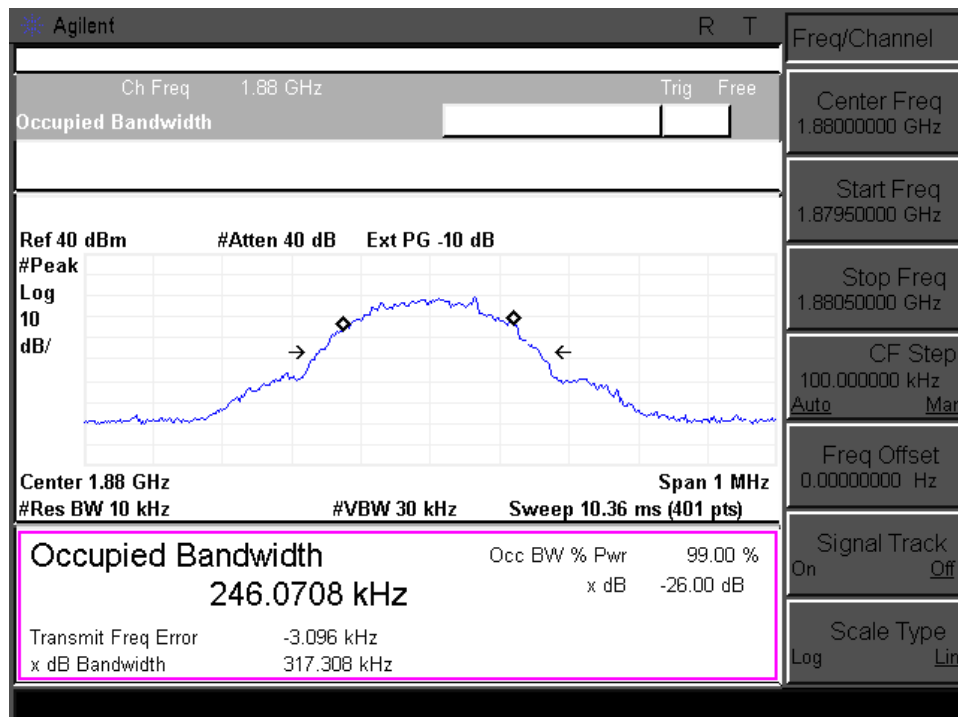 Agilent R T
Freq/Channel
Ch Freq 1.88 GHz Trig Free
Occupied Bandwidth
Center Freq
1.88000000 GHz
Start Freq
1.87950000 GHz
Ref 40 dBm #Atten 40 dB Ext PG -10 dB
#Peak
Log
10
dB/
Stop Freq
1.88050000 GHz
CF Step
100.000000 kHz
Auto Man
Freq Offset
0.00000000 Hz
Center 1.88 GHz Span 1 MHz
#Res BW 10 kHz #VBW 30 kHz Sweep 10.36 ms (401 pts)
Signal Track
On Off
Occupied Bandwidth
246.0708 kHz
Occ BW % Pwr 99.00 %
x dB -26.00 dB
Transmit Freq Error -3.096 kHz
x dB Bandwidth 317.308 kHz
Scale Type
Log Lin